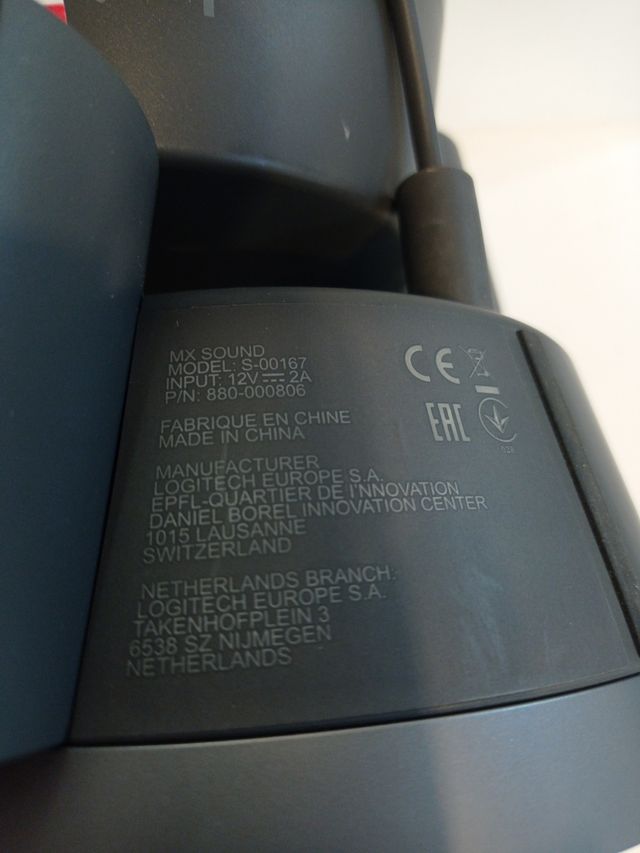 MX SOUND
MODEL: S-00167
INPUT: 12V ⎓ 2A
P/N: 880-000806
FABRIQUE EN CHINE
MADE IN CHINA
MANUFACTURER
LOGITECH EUROPE S.A.
EPFL-QUARTIER DE I'NNOVATION
DANIEL BOREL INNOVATION CENTER
1015 LAUSANNE
SWITZERLAND
NETHERLANDS BRANCH:
LOGITECH EUROPE S.A.
TAKENHOFPLEIN 3
6538 SZ NIJMEGEN
NETHERLANDS
CE
EAC